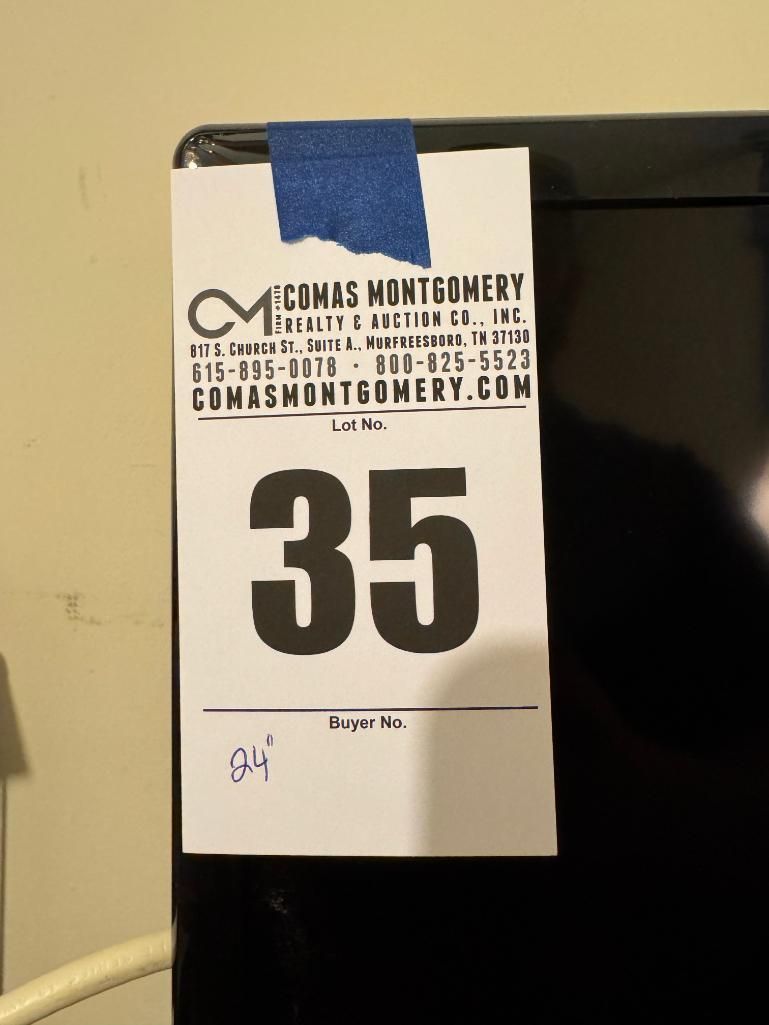 CM FIRM #1478
COMAS MONTGOMERY
REALTY & AUCTION CO., INC.
817 S. CHURCH ST., SUITE A., MURFREESBORO, TN 37130
615-895-0078 · 800-825-5523
COMASMONTGOMERY.COM
Lot No.
35
Buyer No.
24"